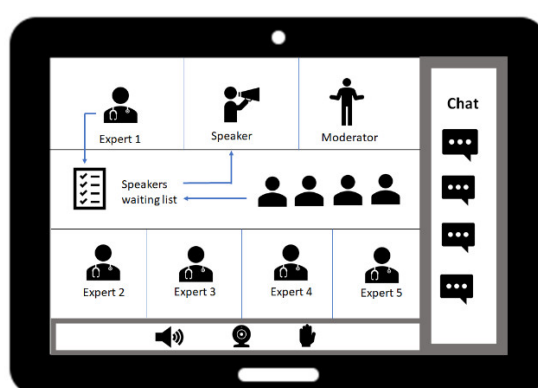 Expert 1
Speaker
Moderator
Chat
Speakers
waiting list
Expert 2
Expert 3
Expert 4
Expert 5